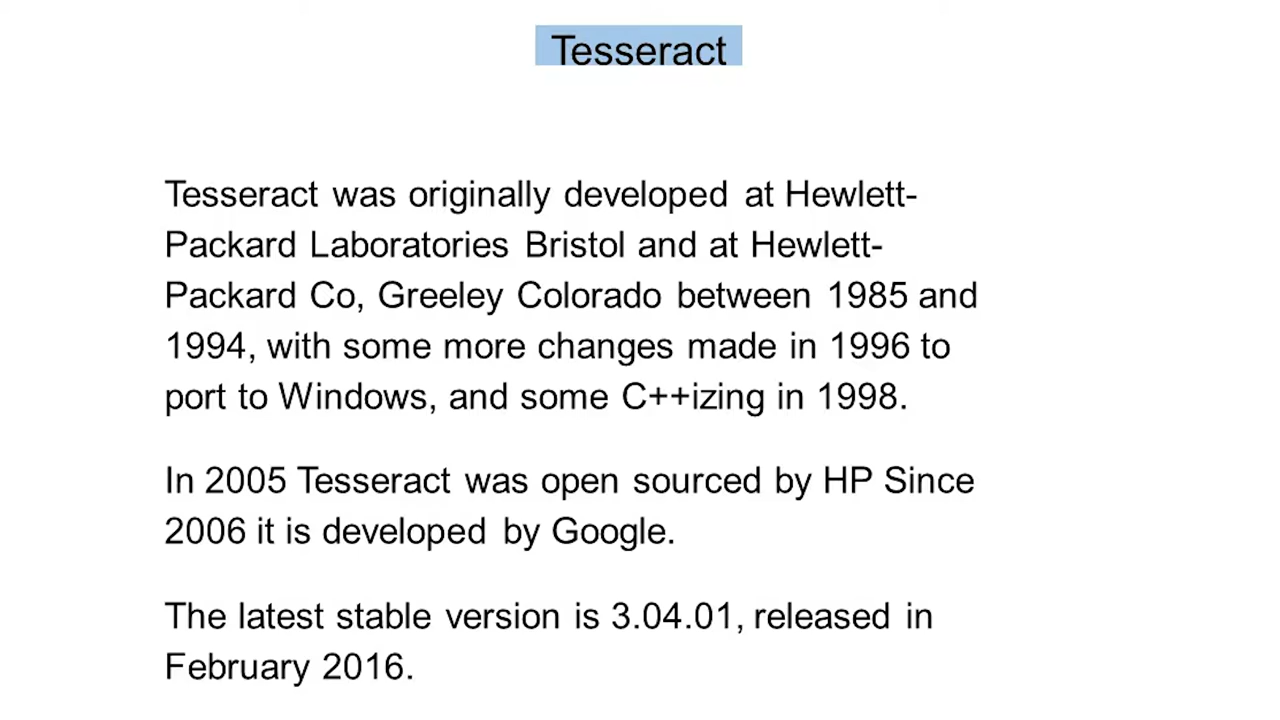 Tesseract
Tesseract was originally developed at Hewlett-
Packard Laboratories Bristol and at Hewlett-
Packard Co, Greeley Colorado between 1985 and
1994, with some more changes made in 1996 to
port to Windows, and some C++izing in 1998.
In 2005 Tesseract was open sourced by HP Since
2006 it is developed by Google.
The latest stable version is 3.04.01, released in
February 2016.